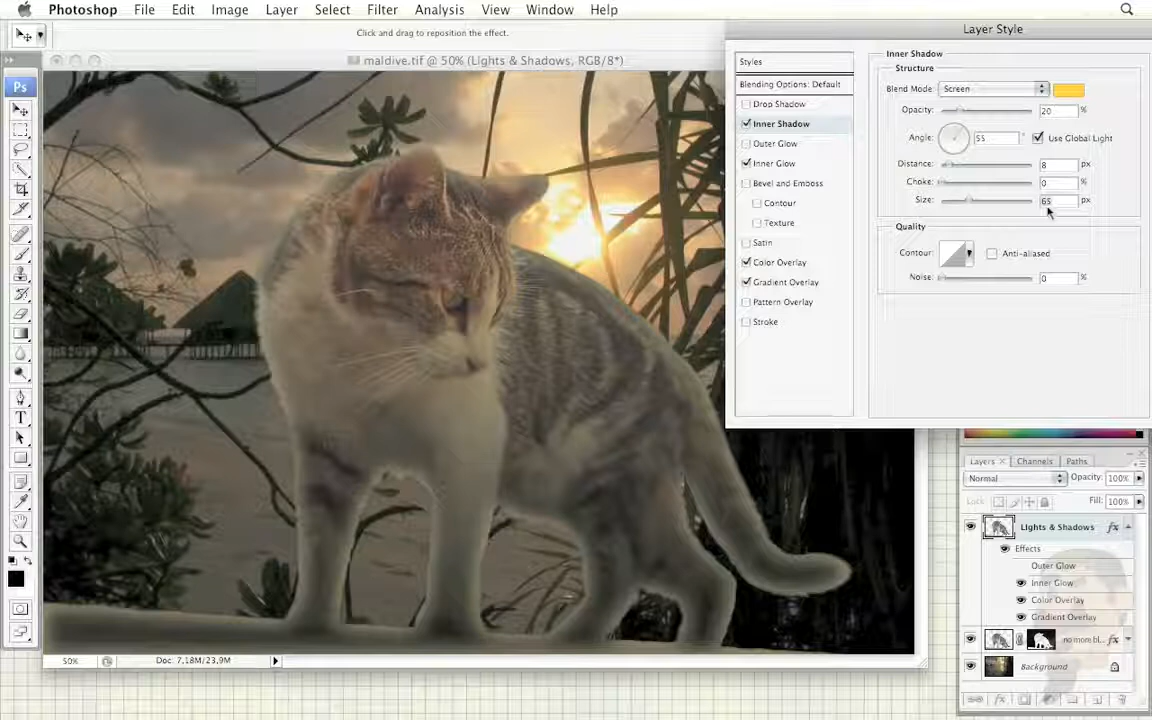 Photoshop File Edit Image Layer Select Filter Analysis View Window Help
Click and drag to reposition the effect.
maldive.tif @ 50% (Lights & Shadows, RGB/8*)
Ps
T
50% Doc: 7,18M/23,9M
Layer Style
Styles
Blending Options: Default
Drop Shadow
Inner Shadow
Outer Glow
Inner Glow
Bevel and Emboss
Contour
Texture
Satin
Color Overlay
Gradient Overlay
Pattern Overlay
Stroke
Inner Shadow
Structure
Blend Mode: Screen
Opacity: 20 %
Angle: 55 ° Use Global Light
Distance: 8 px
Choke: 0 %
Size: 65 px
Quality
Contour: Anti-aliased
Noise: 0 %
Layers × Channels Paths
Normal Opacity: 100%
Lock: Fill: 100%
Lights & Shadows fx
Effects
Outer Glow
Inner Glow
Color Overlay
Gradient Overlay
no more bl... fx
Background
fx